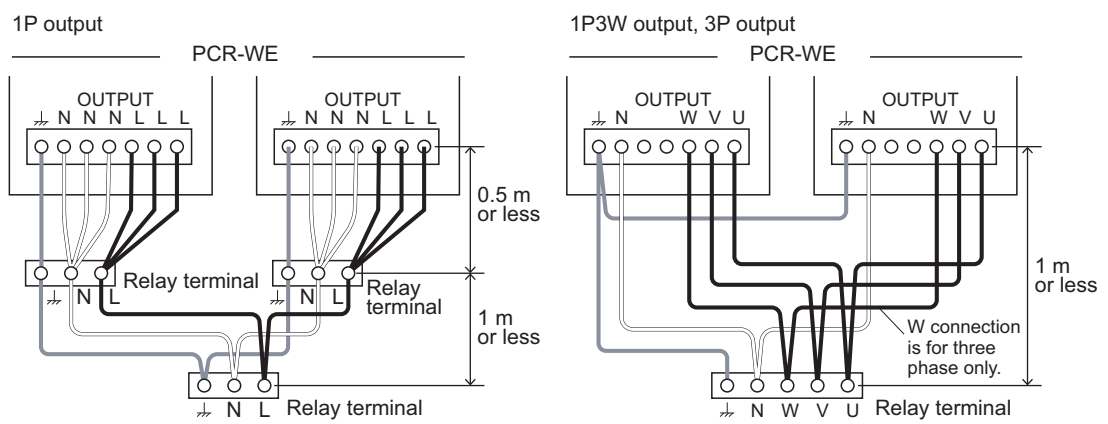 1P output
PCR-WE
OUTPUT
N N N L L L
OUTPUT
N N N L L L
0.5 m
or less
Relay terminal
N L
Relay
terminal
N L
1 m
or less
N L
Relay terminal
1P3W output, 3P output
PCR-WE
OUTPUT
N W V U
OUTPUT
N W V U
1 m
or less
W connection
is for three
phase only.
N W V U
Relay terminal